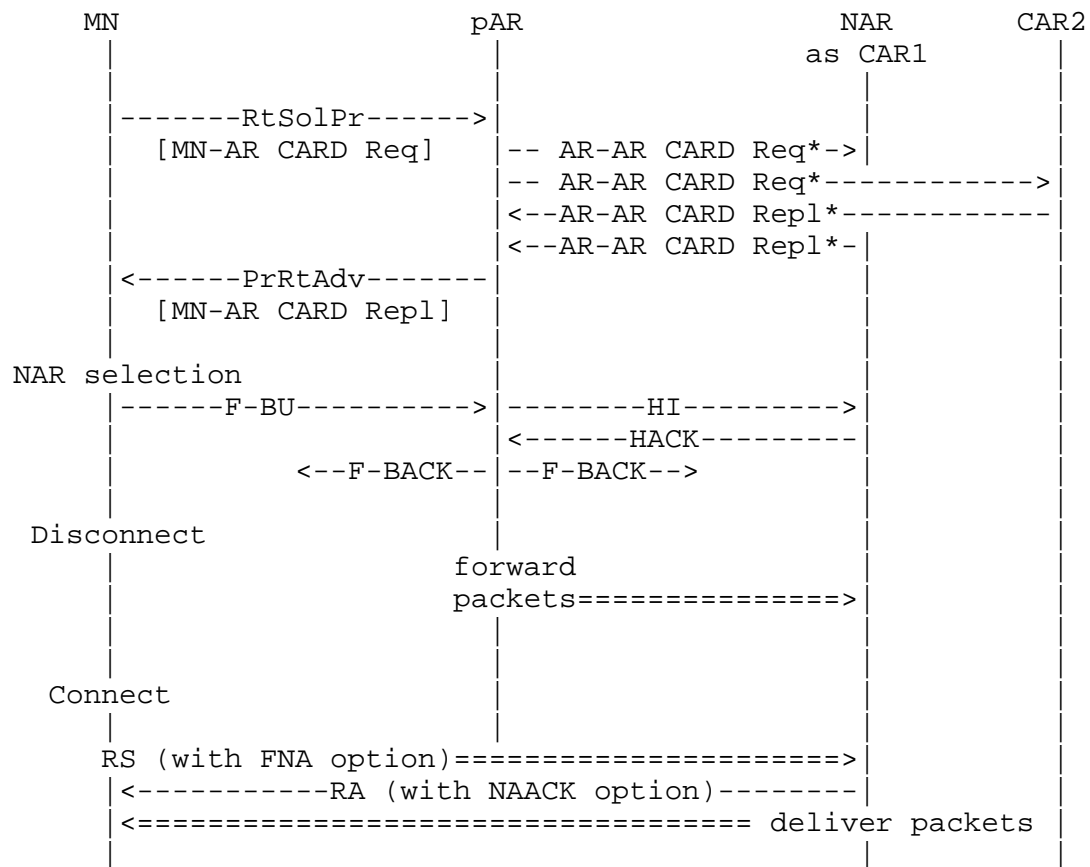 MN pAR NAR CAR2
as CAR1
-------RtSolPr------>
[MN-AR CARD Req] -- AR-AR CARD Req*->
-- AR-AR CARD Req*------------>
<--AR-AR CARD Repl*------------
<--AR-AR CARD Repl*-
<------PrRtAdv-------
[MN-AR CARD Repl]
NAR selection
------F-BU----------> --------HI--------->
<------HACK---------
<--F-BACK-- --F-BACK-->
Disconnect
forward
packets===============>
Connect
RS (with FNA option)======================>
<-----------RA (with NAACK option)--------
<=================================== deliver packets